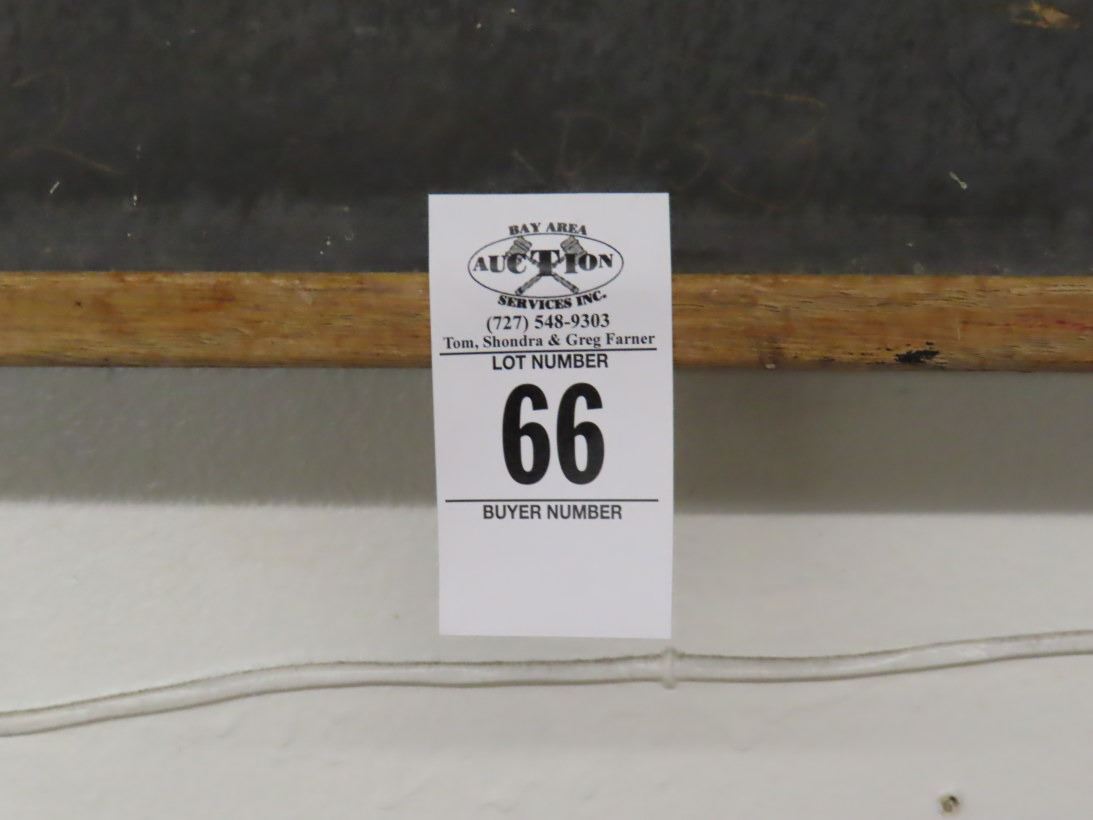 BAY AREA
AUCTION
SERVICES INC.
(727) 548-9303
Tom, Shondra & Greg Farner
LOT NUMBER
66
BUYER NUMBER